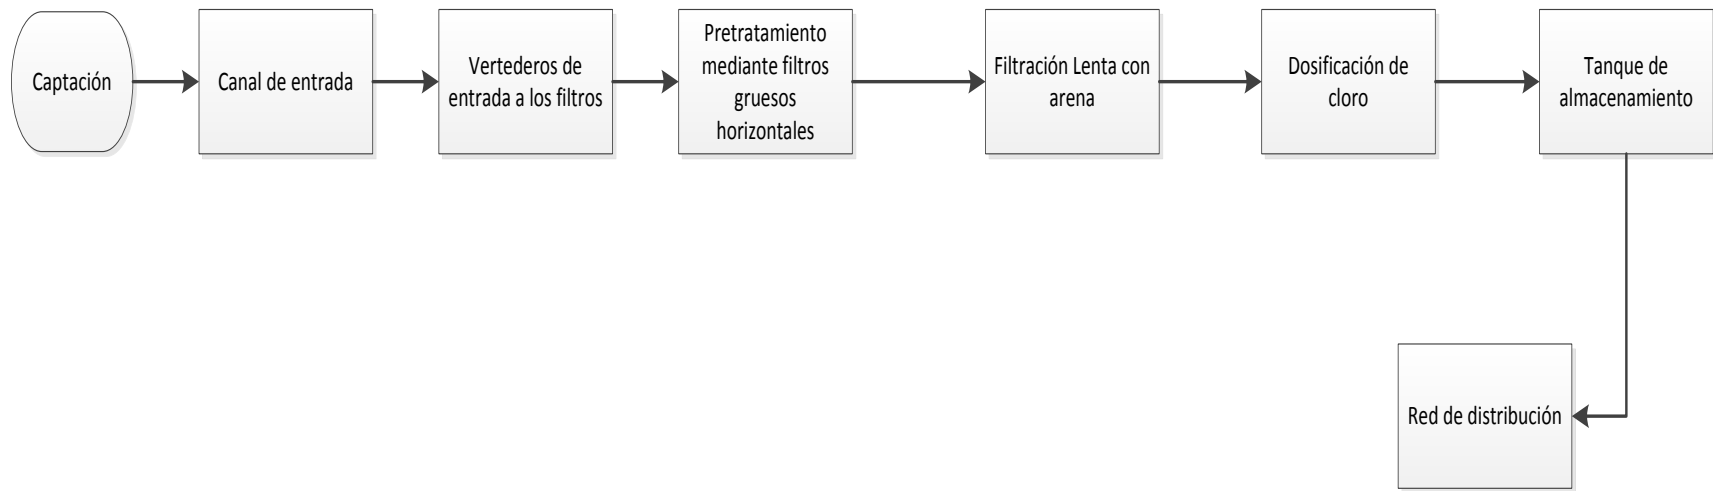 Captación
Canal de entrada
Vertederos de
entrada a los filtros
Pretratamiento
mediante filtros
gruesos
horizontales
Filtración Lenta con
arena
Dosificación de
cloro
Tanque de
almacenamiento
Red de distribución